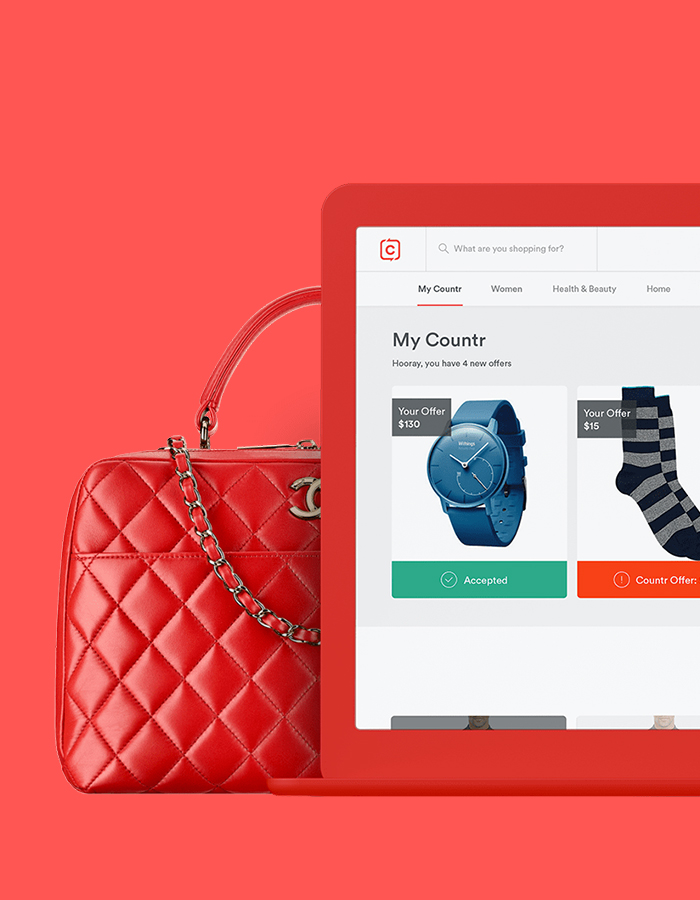 C
What are you shopping for?
My Countr
Women
Health & Beauty
Home
My Countr
Hooray, you have 4 new offers
Your Offer
$130
Withings
Accepted
Your Offer
$15
Countr Offer: